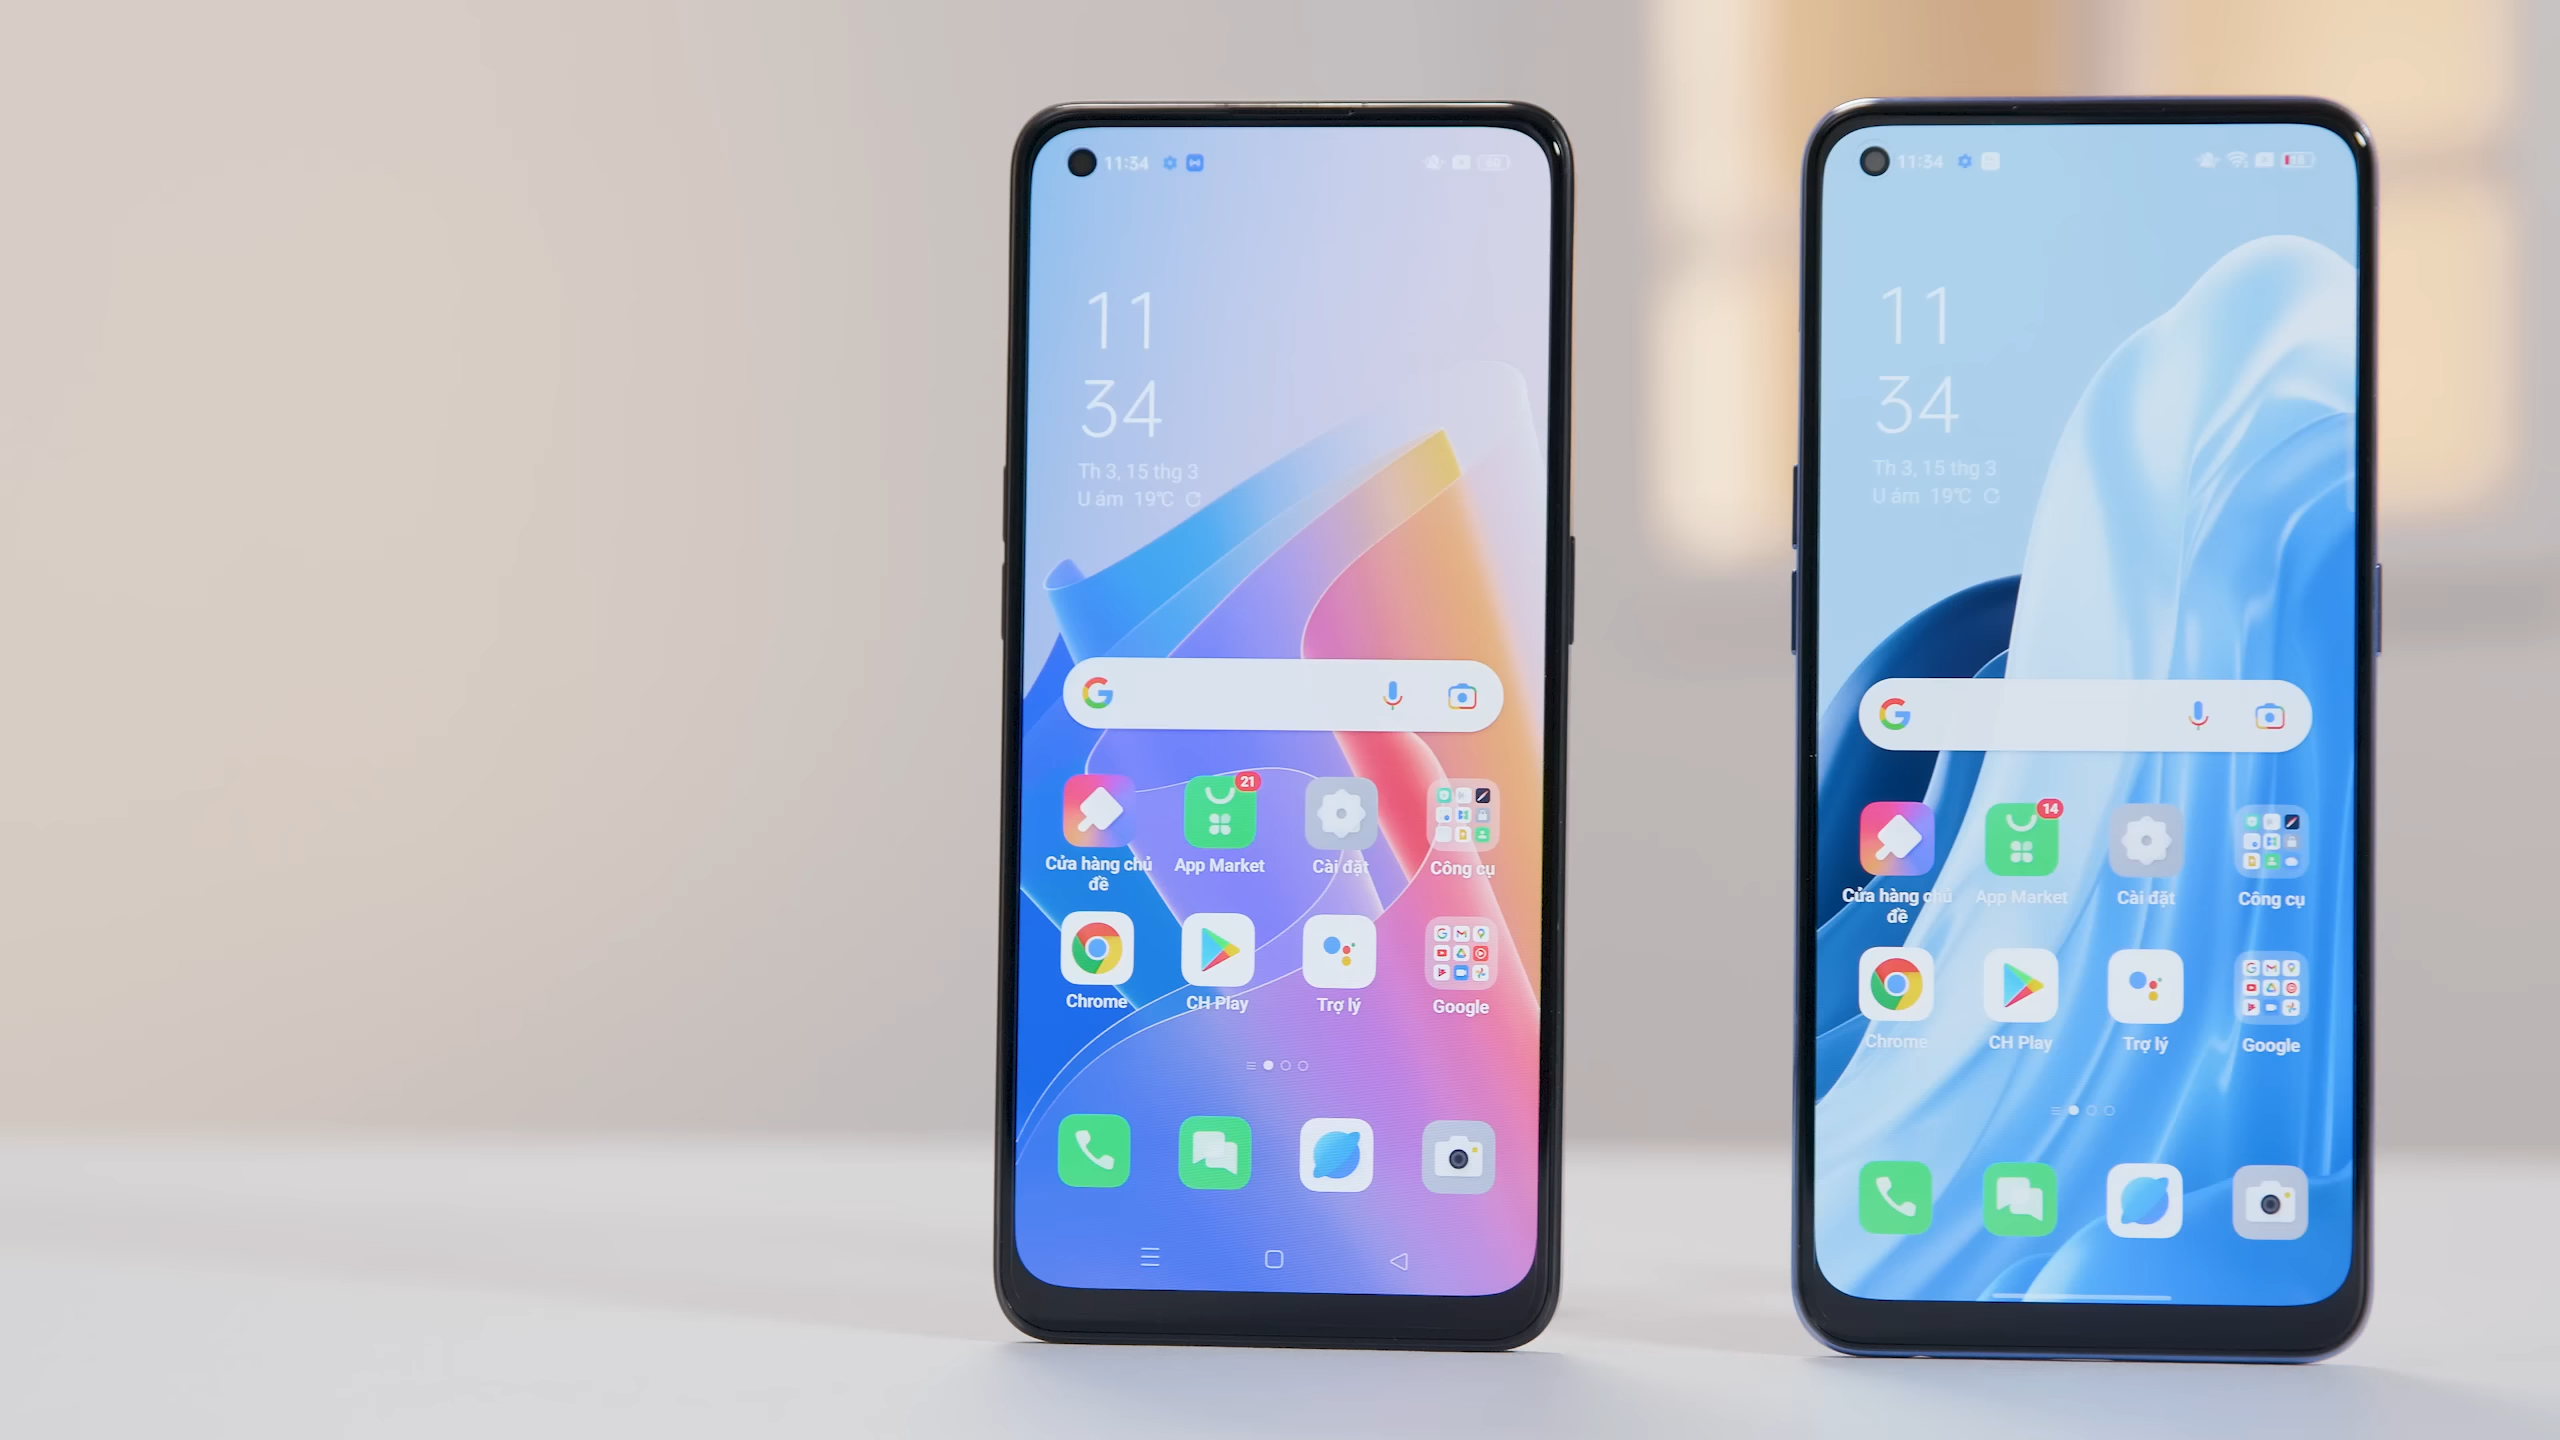 11:34
11
34
Th 3, 15 thg 3
U ám 19°C
21
Cửa hàng chủ đề
App Market
Cài đặt
Công cụ
Chrome
CH Play
Trợ lý
Google
11:34
11
34
Th 3, 15 thg 3
U ám 19°C
14
Cửa hàng chủ đề
App Market
Cài đặt
Công cụ
Chrome
CH Play
Trợ lý
Google